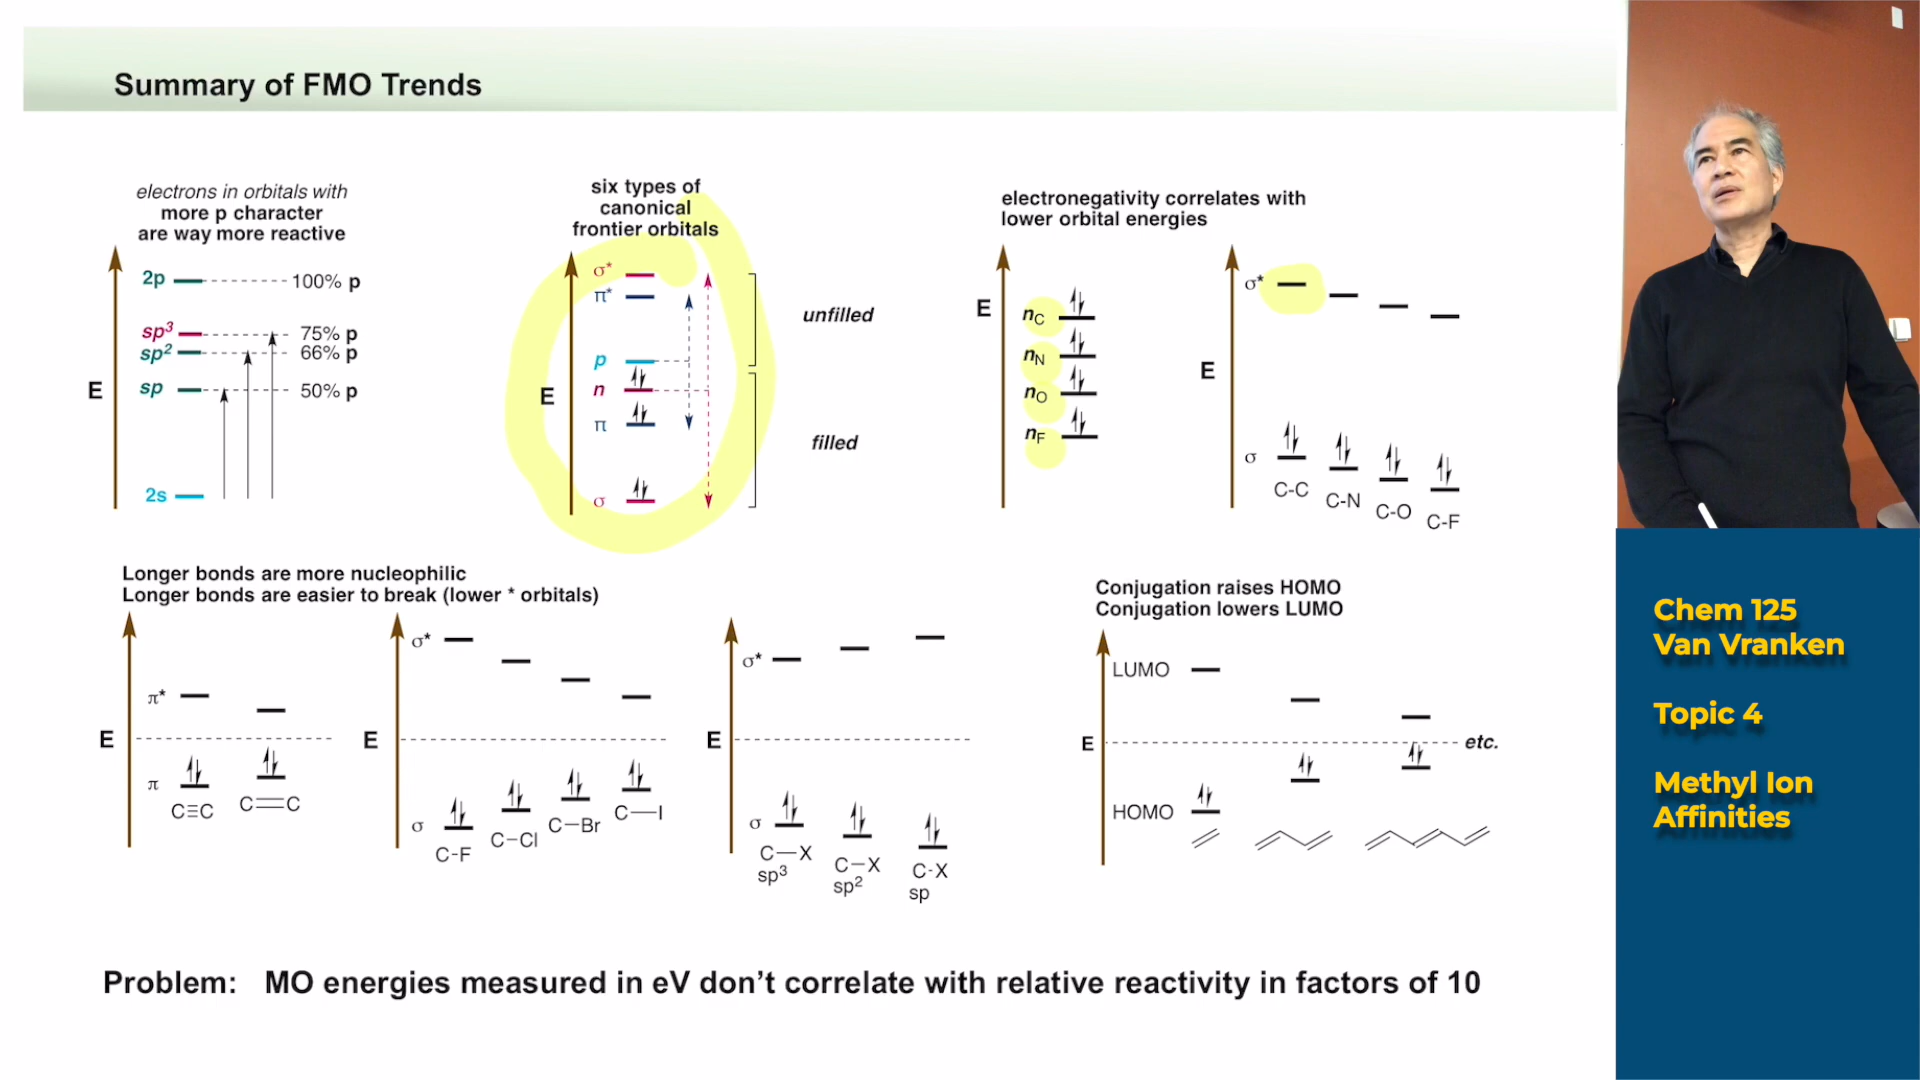 Summary of FMO Trends
electrons in orbitals with
more p character
are way more reactive
E
2p
100% p
sp³
75% p
sp²
66% p
sp
50% p
2s
six types of
canonical
frontier orbitals
E
σ*
π*
p
n
π
σ
unfilled
filled
electronegativity correlates with
lower orbital energies
E
nC
nN
nO
nF
E
σ*
σ
C-C
C-N
C-O
C-F
Longer bonds are more nucleophilic
Longer bonds are easier to break (lower * orbitals)
E
π*
π
C≡C
C=C
E
σ*
σ
C-F
C–Cl
C–Br
C—I
E
σ*
σ
C—X
sp³
C–X
sp²
C-X
sp
Conjugation raises HOMO
Conjugation lowers LUMO
E
LUMO
HOMO
etc.
Problem: MO energies measured in eV don’t correlate with relative reactivity in factors of 10
Chem 125
Van Vranken
Topic 4
Methyl Ion
Affinities